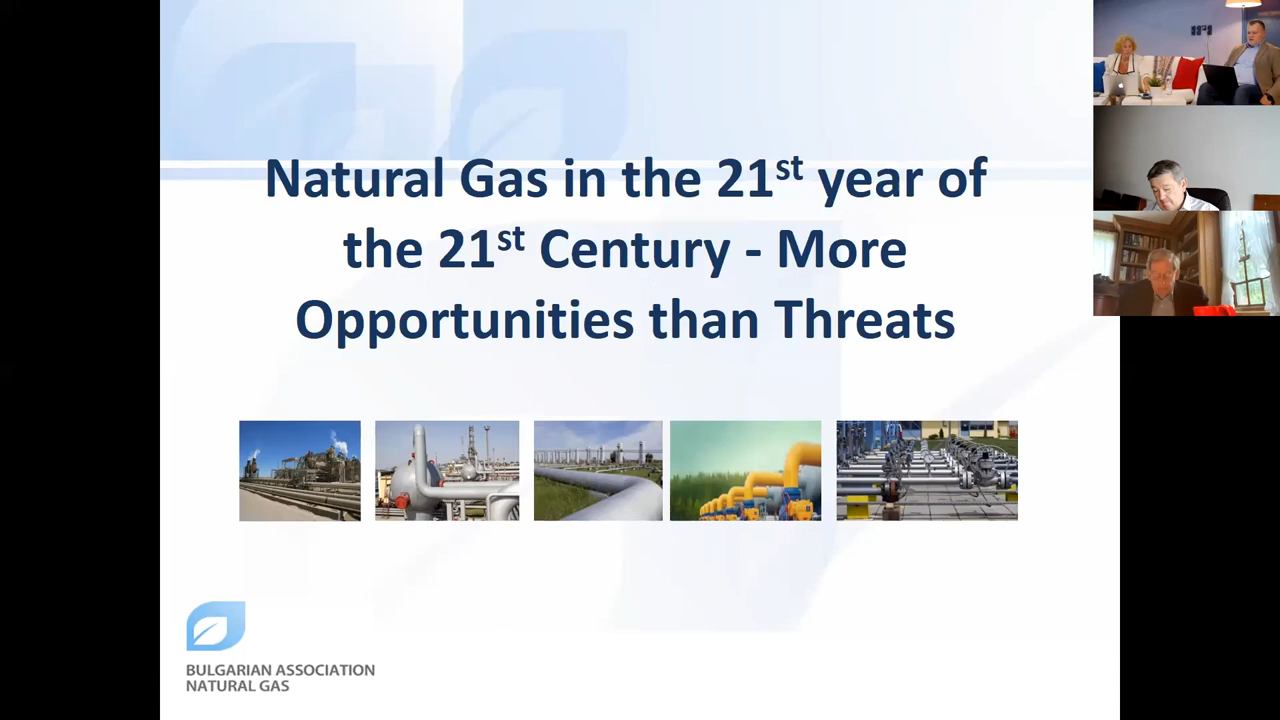 Natural Gas in the 21st year of
the 21st Century - More
Opportunities than Threats
BULGARIAN ASSOCIATION
NATURAL GAS